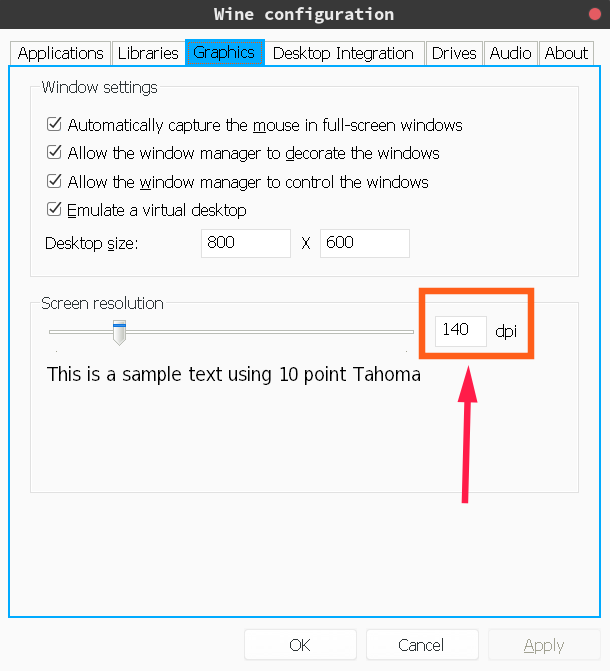 Wine configuration
Applications Libraries Graphics Desktop Integration Drives Audio About
Window settings
Automatically capture the mouse in full-screen windows
Allow the window manager to decorate the windows
Allow the window manager to control the windows
Emulate a virtual desktop
Desktop size: 800 X 600
Screen resolution
140 dpi
This is a sample text using 10 point Tahoma
OK Cancel Apply